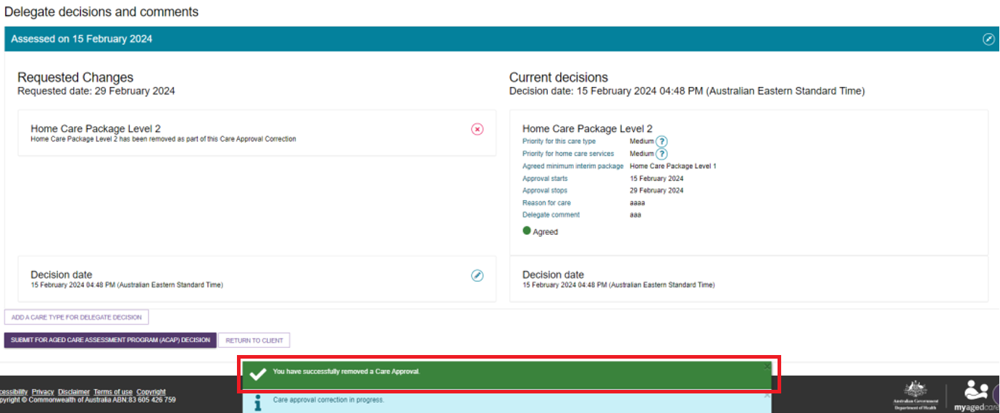 Delegate decisions and comments
Assessed on 15 February 2024
Requested Changes
Requested date: 29 February 2024
Home Care Package Level 2
Home Care Package Level 2 has been removed as part of this Care Approval Correction
Decision date
15 February 2024 04:48 PM (Australian Eastern Standard Time)
Current decisions
Decision date: 15 February 2024 04:48 PM (Australian Eastern Standard Time)
Home Care Package Level 2
Priority for this care type Medium ?
Priority for home care services Medium ?
Agreed minimum interim package Home Care Package Level 1
Approval starts 15 February 2024
Approval stops 29 February 2024
Reason for care aaaa
Delegate comment aaa
Agreed
Decision date
15 February 2024 04:48 PM (Australian Eastern Standard Time)
ADD A CARE TYPE FOR DELEGATE DECISION
SUBMIT FOR AGED CARE ASSESSMENT PROGRAM (ACAP) DECISION RETURN TO CLIENT
You have successfully removed a Care Approval.
Care approval correction in progress.
cessibility Privacy Disclaimer Terms of use Copyright
opyright © Commonwealth of Australia ABN:83 605 426 759
Australian Government
Department of Health
myagedcare